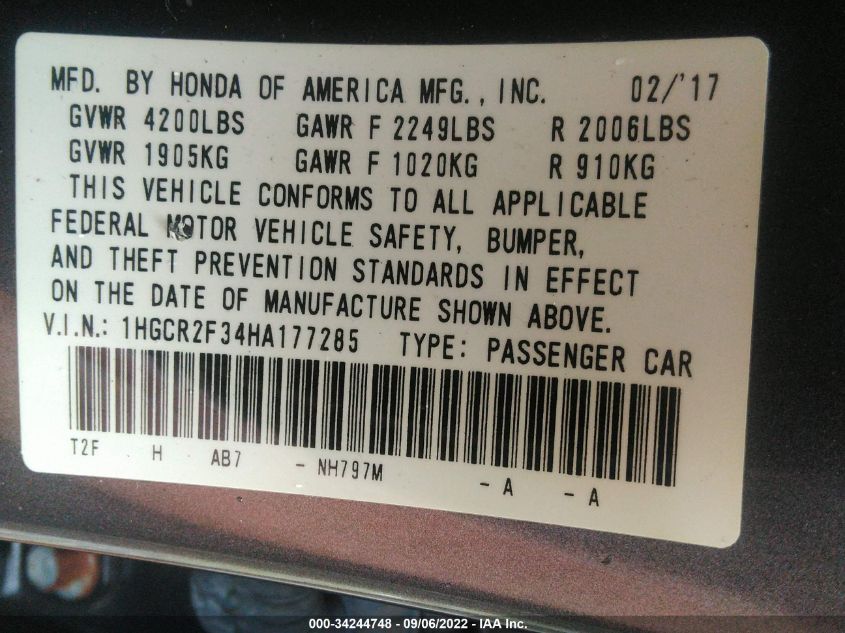 MFD. BY HONDA OF AMERICA MFG., INC. 02/'17
GVWR 4200LBS GAWR F 2249LBS R 2006LBS
GVWR 1905KG GAWR F 1020KG R 910KG
THIS VEHICLE CONFORMS TO ALL APPLICABLE
FEDERAL MOTOR VEHICLE SAFETY, BUMPER,
AND THEFT PREVENTION STANDARDS IN EFFECT
ON THE DATE OF MANUFACTURE SHOWN ABOVE.
V.I.N.: 1HGCR2F34HA177285 TYPE: PASSENGER CAR
T2F H AB7 - NH797M - A - A
000-34244748 - 09/06/2022 - IAA Inc.